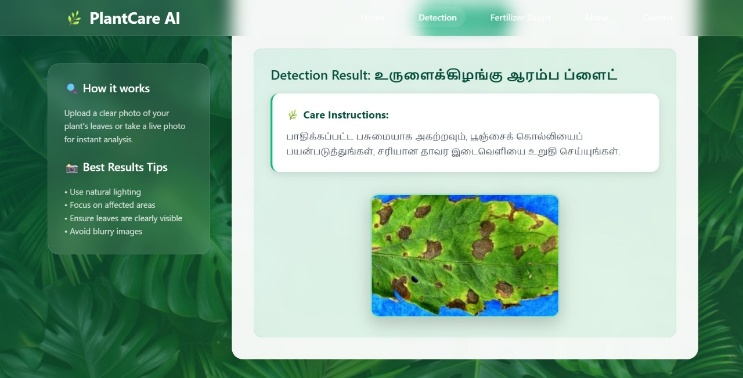 PlantCare AI
Home Detection Fertilizer Guide About Contact
🔍 How it works
Upload a clear photo of your
plant's leaves or take a live photo
for instant analysis.
📷 Best Results Tips
• Use natural lighting
• Focus on affected areas
• Ensure leaves are clearly visible
• Avoid blurry images
Detection Result: உருளைக்கிழங்கு ஆரம்ப ப்ளைட்
🌿 Care Instructions:
பாதிக்கப்பட்ட பசுமையாக அகற்றவும், பூஞ்சைக் கொல்லியைப்
பயன்படுத்துங்கள், சரியான தாவர இடைவெளியை உறுதி செய்யுங்கள்.